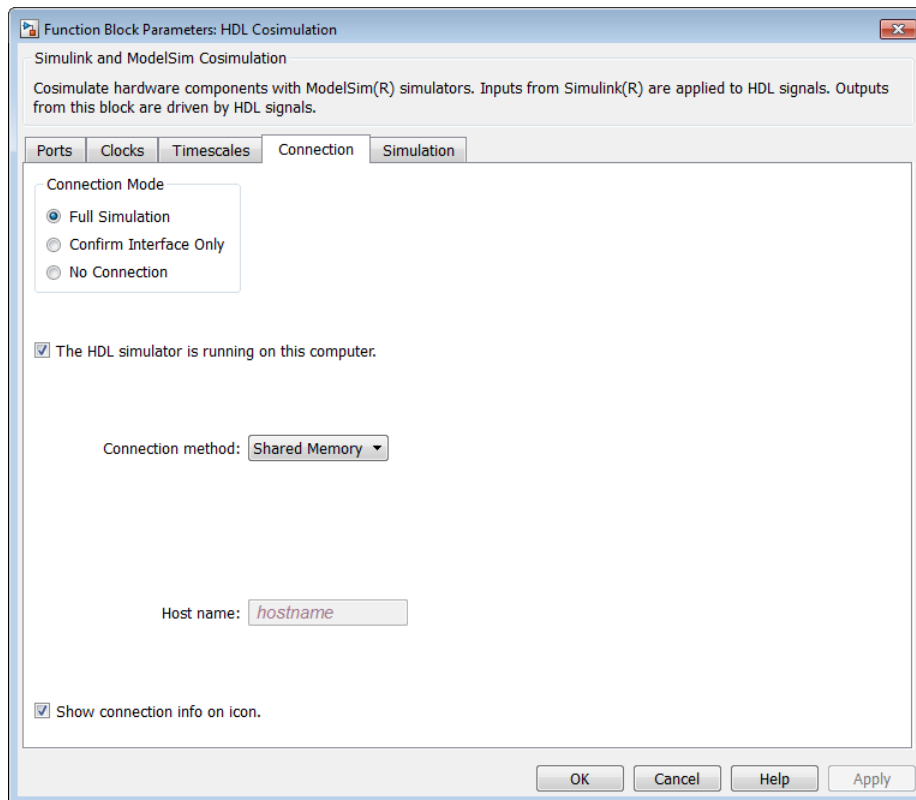 Function Block Parameters: HDL Cosimulation
Simulink and ModelSim Cosimulation
Cosimulate hardware components with ModelSim(R) simulators. Inputs from Simulink(R) are applied to HDL signals. Outputs
from this block are driven by HDL signals.
Ports Clocks Timescales Connection Simulation
Connection Mode
Full Simulation
Confirm Interface Only
No Connection
The HDL simulator is running on this computer.
Connection method: Shared Memory
Host name: hostname
Show connection info on icon.
OK Cancel Help Apply